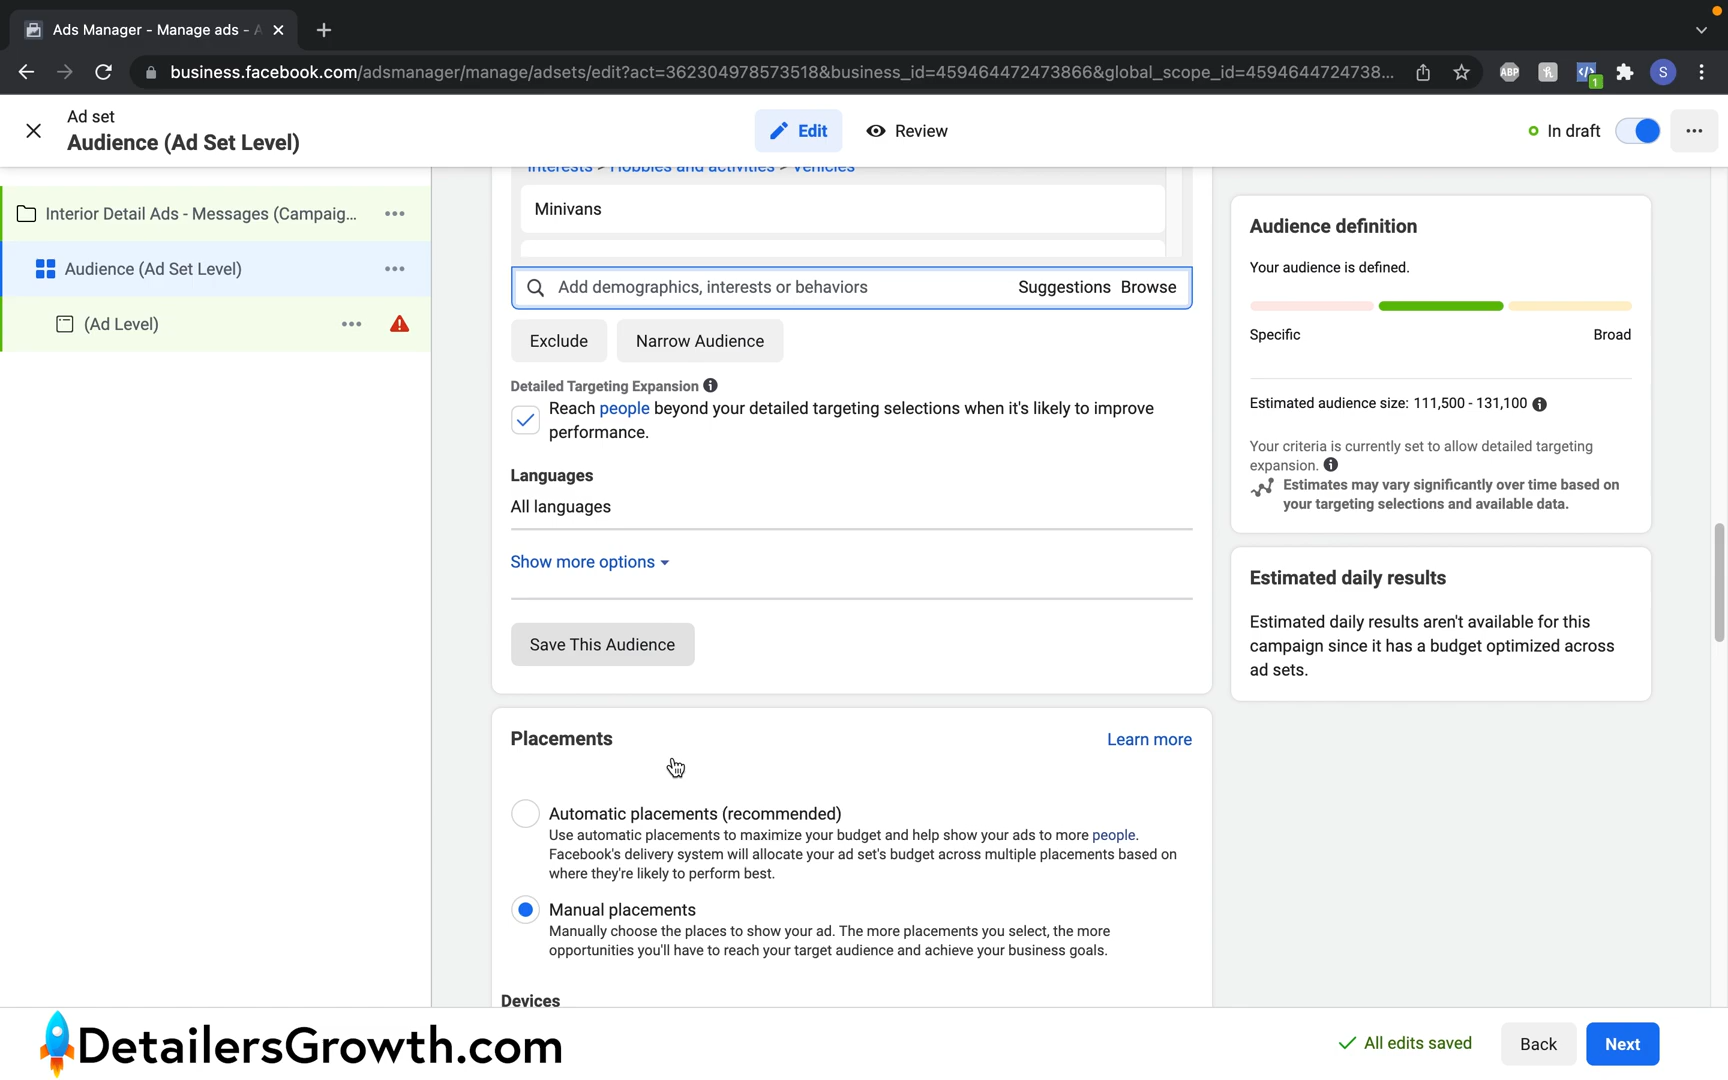 Ads Manager - Manage ads - A
business.facebook.com/adsmanager/manage/adsets/edit?act=362304978573518&business_id=459464472473866&global_scope_id=4594644724738...
ABP
1
S
Ad set
Audience (Ad Set Level)
Edit
Review
In draft
Interior Detail Ads - Messages (Campaig...
Audience (Ad Set Level)
(Ad Level)
Interests > Hobbies and activities > Vehicles
Minivans
Add demographics, interests or behaviors
Suggestions
Browse
Exclude
Narrow Audience
Detailed Targeting Expansion
Reach people beyond your detailed targeting selections when it's likely to improve
performance.
Languages
All languages
Show more options
Save This Audience
Placements
Learn more
Automatic placements (recommended)
Use automatic placements to maximize your budget and help show your ads to more people.
Facebook's delivery system will allocate your ad set's budget across multiple placements based on
where they're likely to perform best.
Manual placements
Manually choose the places to show your ad. The more placements you select, the more
opportunities you'll have to reach your target audience and achieve your business goals.
Devices
Audience definition
Your audience is defined.
Specific
Broad
Estimated audience size: 111,500 - 131,100
Your criteria is currently set to allow detailed targeting
expansion.
Estimates may vary significantly over time based on
your targeting selections and available data.
Estimated daily results
Estimated daily results aren't available for this
campaign since it has a budget optimized across
ad sets.
DetailersGrowth.com
All edits saved
Back
Next